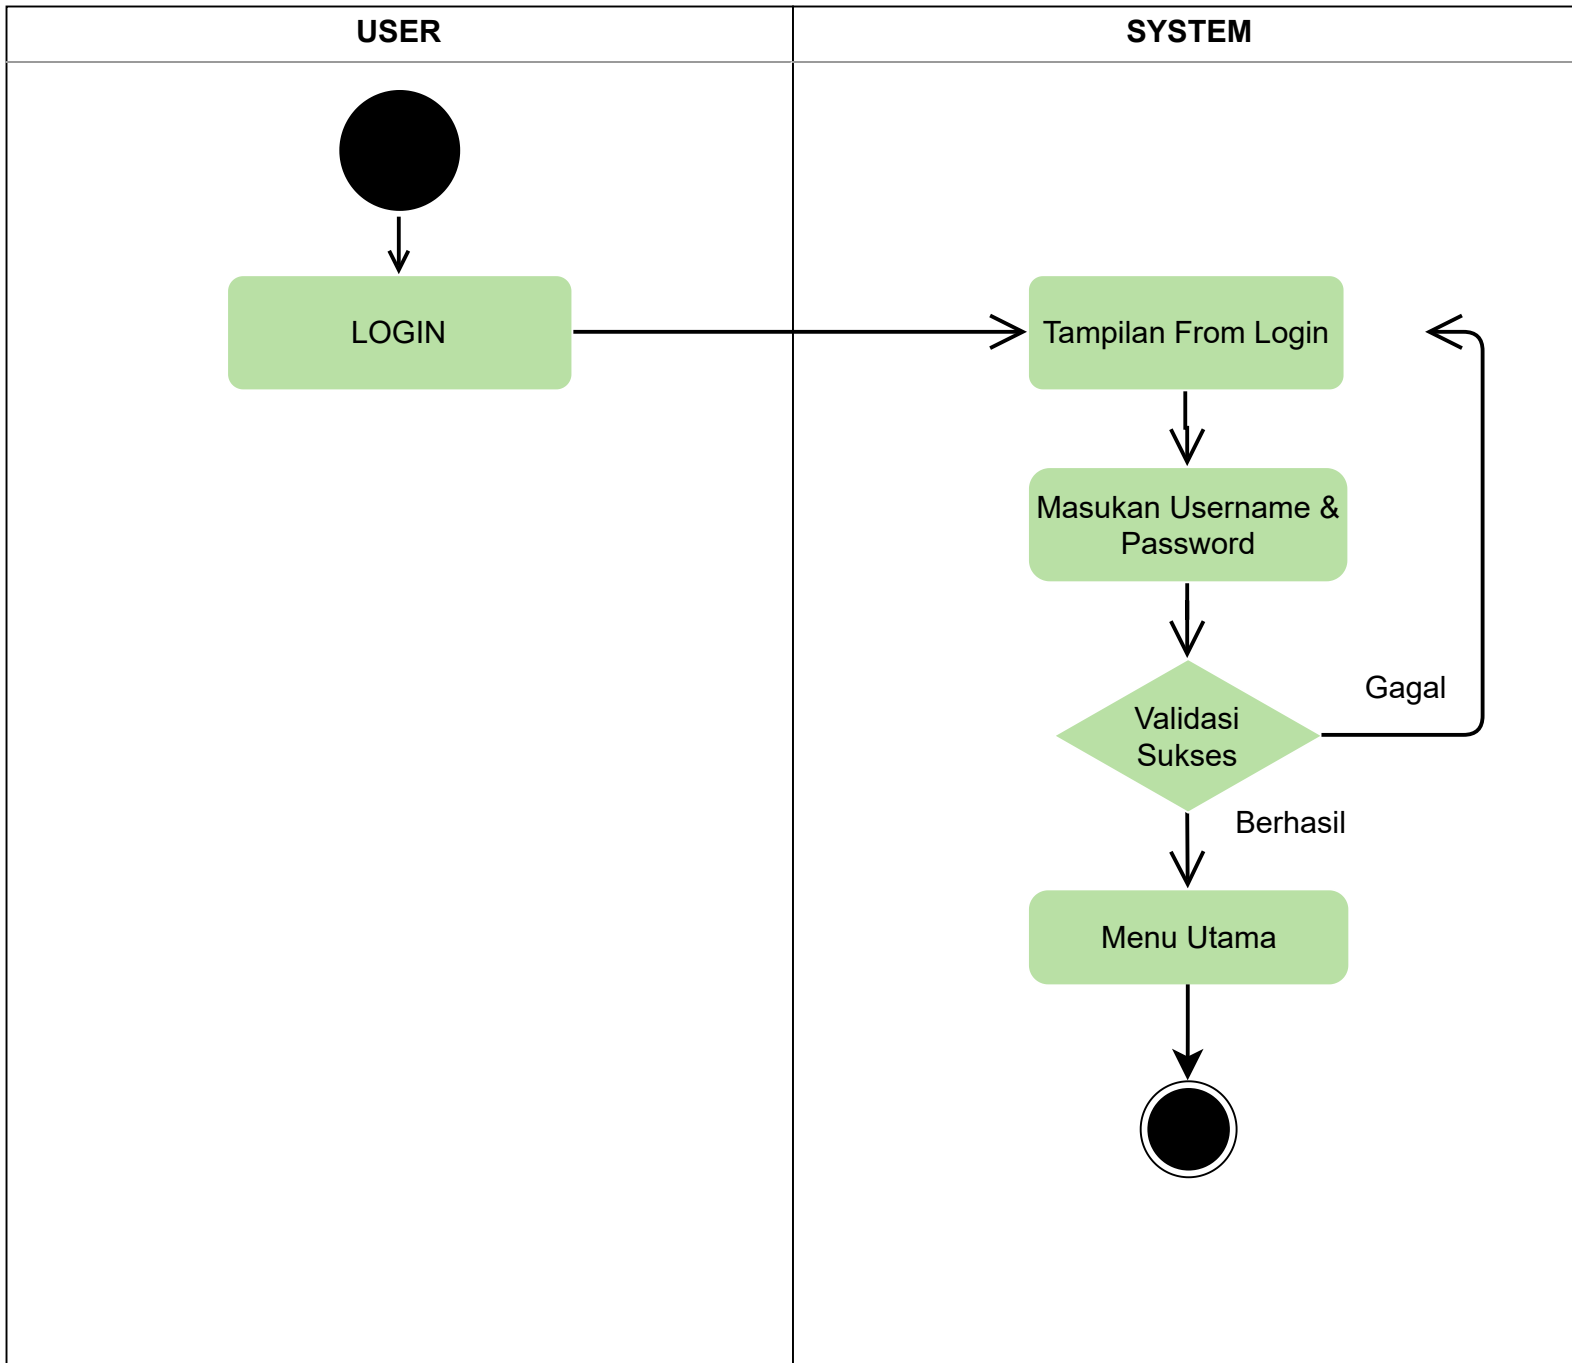 USER
SYSTEM
LOGIN
Tampilan From Login
Masukan Username &
Password
Validasi
Sukses
Gagal
Berhasil
Menu Utama